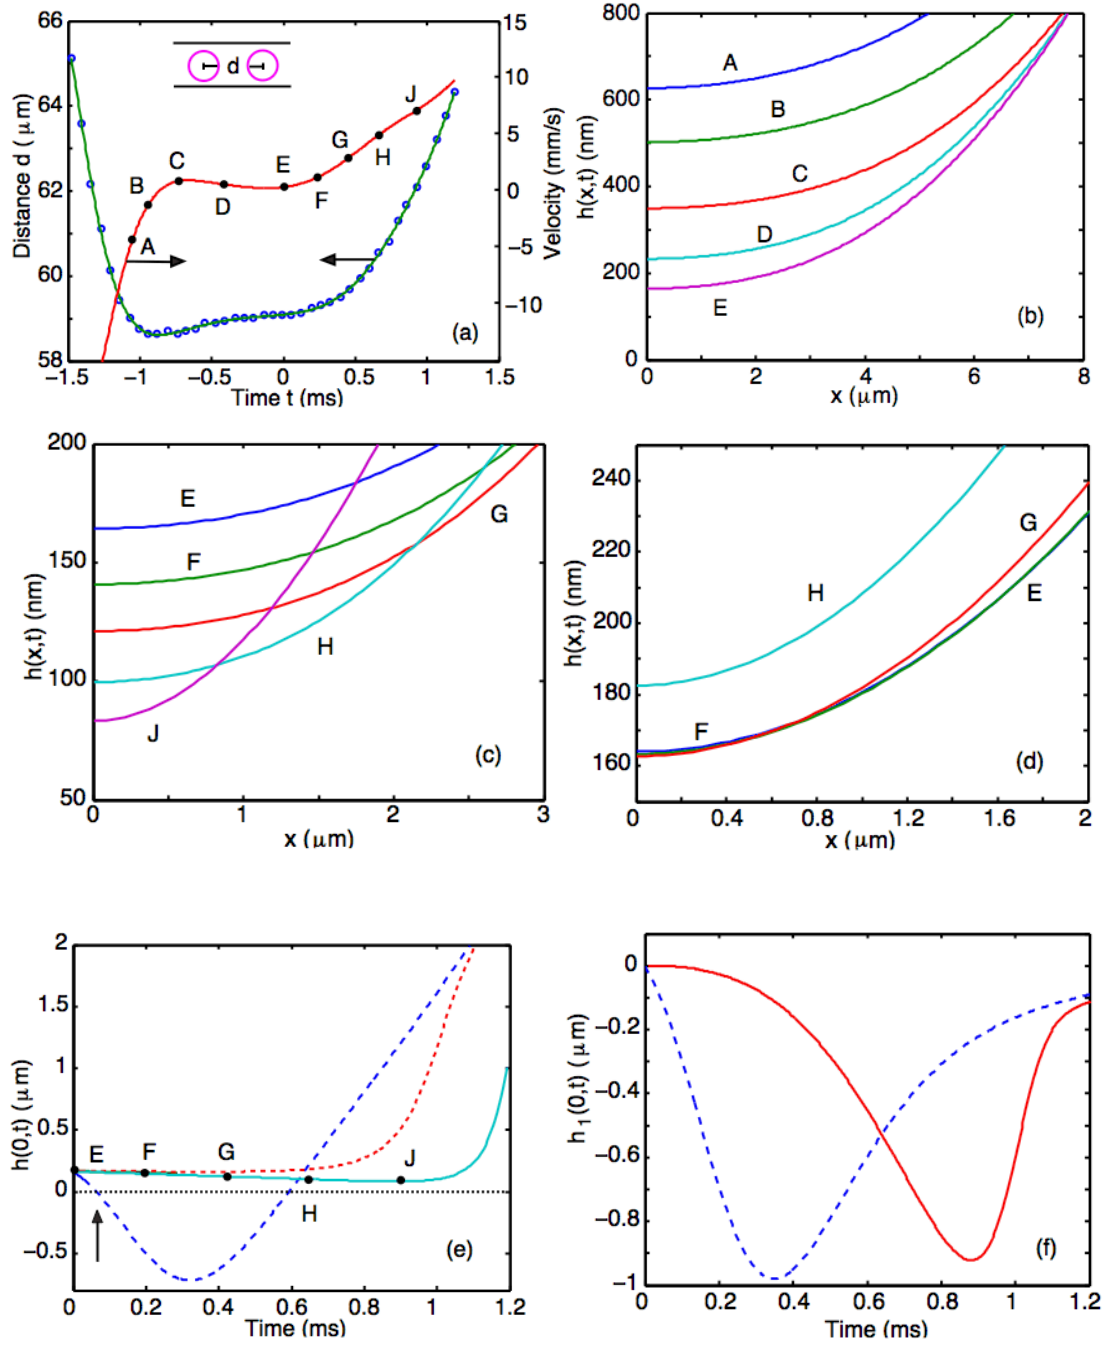 66
64
62
60
58
Distance d ( μm)
15
10
5
0
−5
−10
Velocity (mm/s)
d
A
B
C
D
E
F
G
H
J
(a)
−1.5
−1
−0.5
0
0.5
1
1.5
Time t (ms)
800
600
400
200
0
h(x,t) (nm)
A
B
C
D
E
(b)
0
2
4
6
8
x (μm)
200
150
100
50
h(x,t) (nm)
E
F
G
H
J
(c)
0
1
2
3
x (μm)
240
220
200
180
160
h(x,t) (nm)
G
H
E
F
(d)
0
0.4
0.8
1.2
1.6
2
x (μm)
2
1.5
1
0.5
0
−0.5
h(0,t) (μm)
E
F
G
J
H
(e)
0
0.2
0.4
0.6
0.8
1
1.2
Time (ms)
0
−0.2
−0.4
−0.6
−0.8
−1
h1(0,t) ( μm)
(f)
0
0.2
0.4
0.6
0.8
1
1.2
Time (ms)